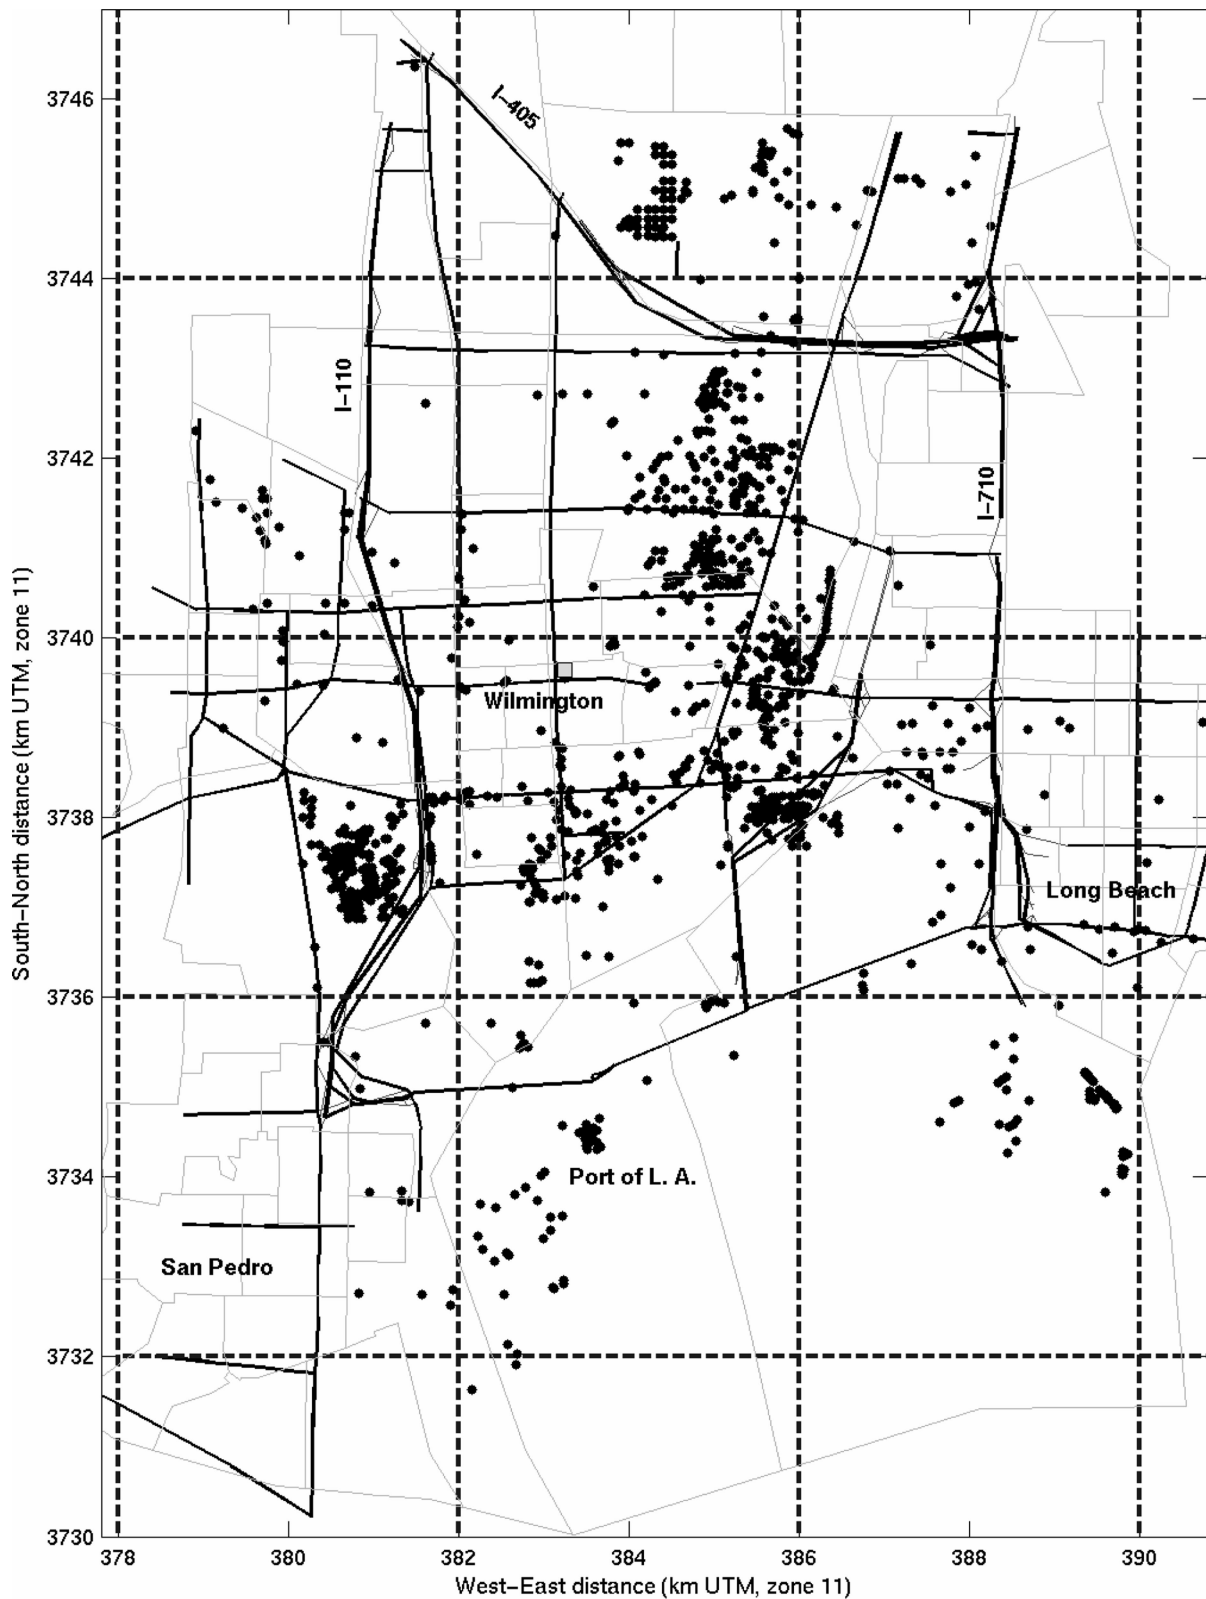 3746
I–405
3744
I–110
3742
I–710
South–North distance (km UTM, zone 11)
3740
Wilmington
3738
Long Beach
3736
3734
Port of L. A.
San Pedro
3732
3730
378 380 382 384 386 388 390
West–East distance (km UTM, zone 11)